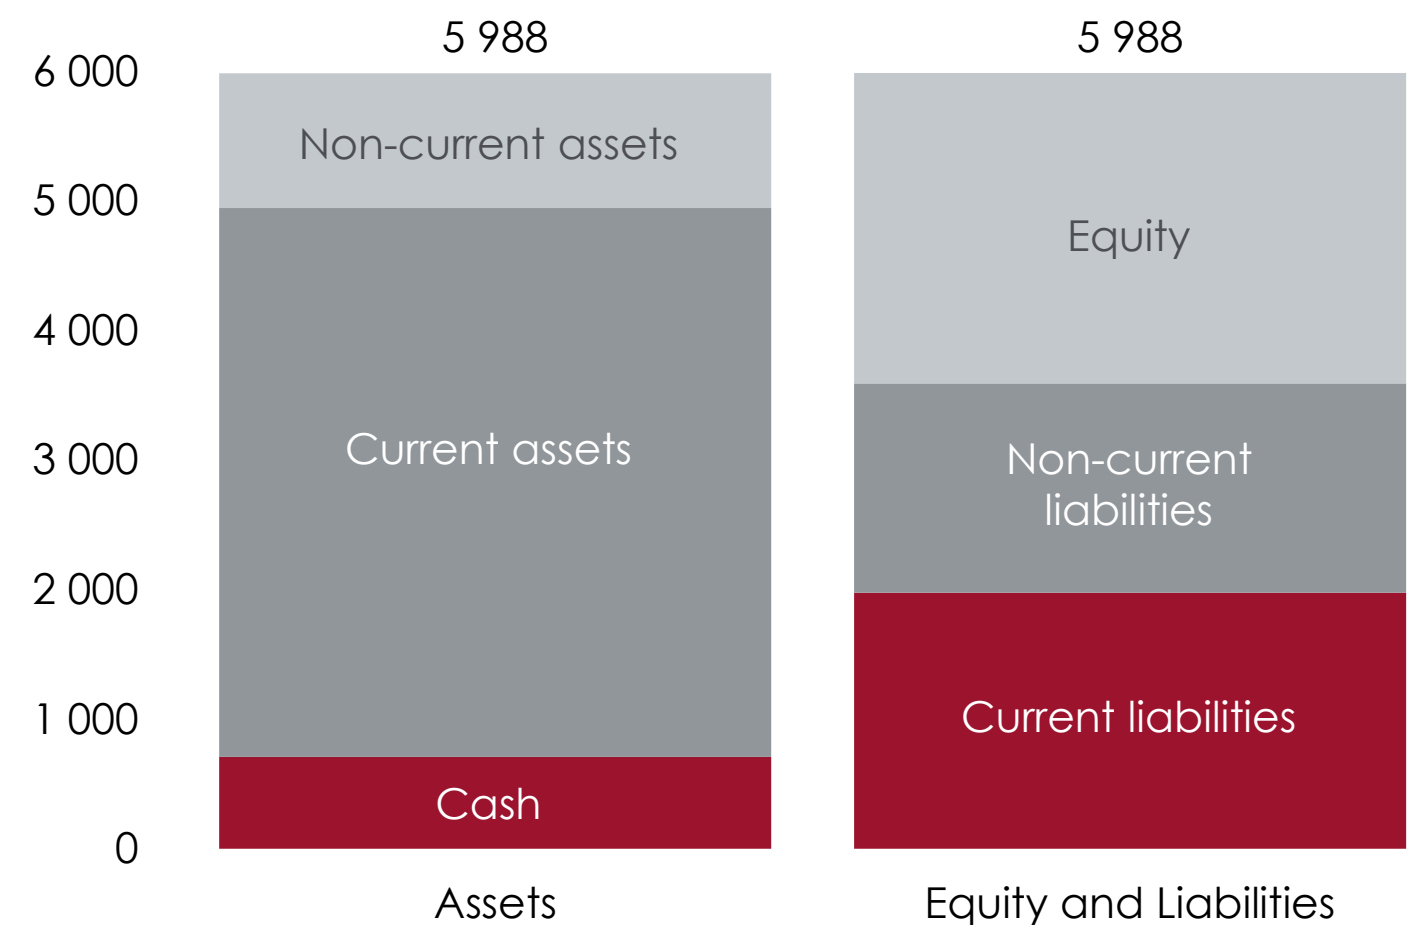 5 988
5 988
6 000
5 000
4 000
3 000
2 000
1 000
0
Non-current assets
Current assets
Cash
Equity
Non-current
liabilities
Current liabilities
Assets
Equity and Liabilities